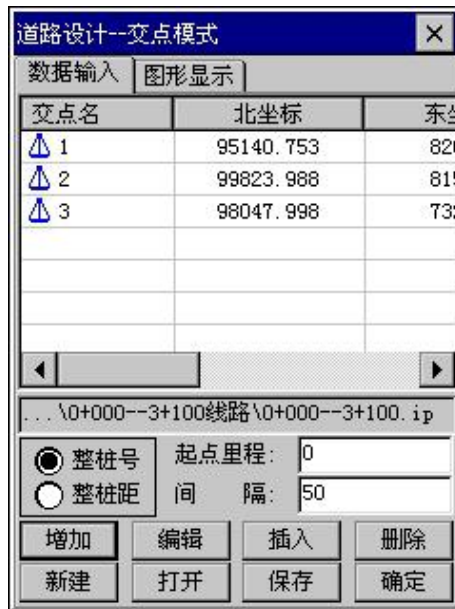 道路设计--交点模式
数据输入 图形显示
交点名 北坐标
1 95140.753 820
2 99823.988 815
3 98047.998 732
...\0+000--3+100线路\0+000--3+100.ip
整桩号 起点里程: 0
整桩距 间 隔: 50
增加 编辑 插入 删除
新建 打开 保存 确定